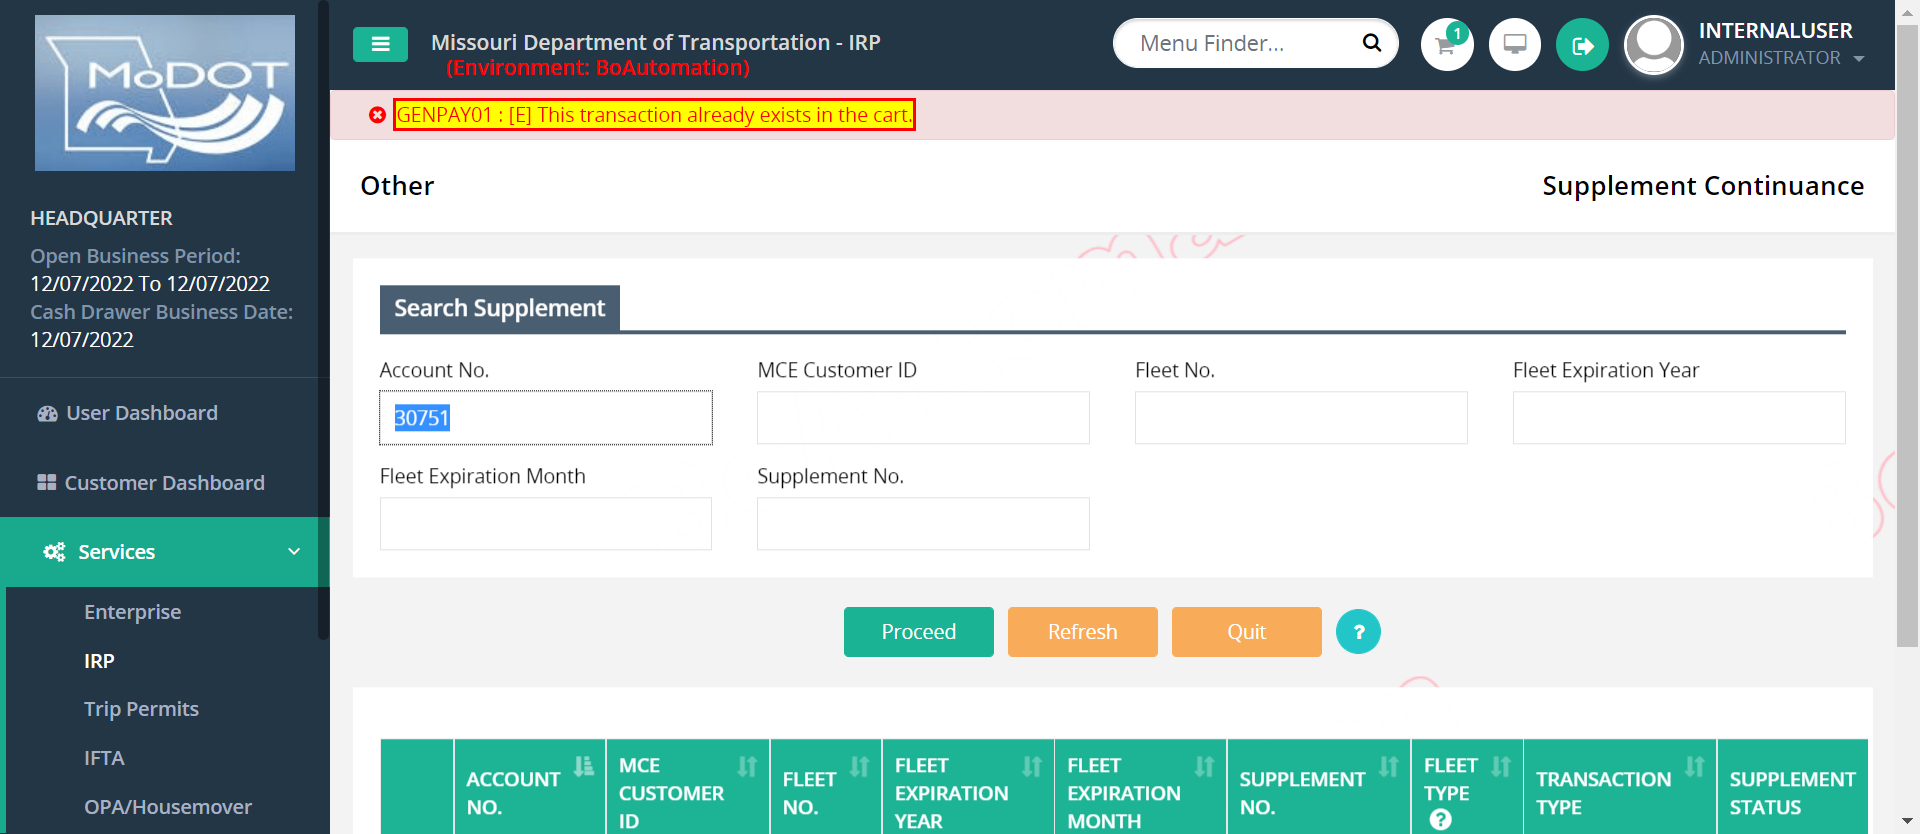 MoDOT
HEADQUARTER
Open Business Period:
12/07/2022 To 12/07/2022
Cash Drawer Business Date:
12/07/2022
User Dashboard
Customer Dashboard
Services
Enterprise
IRP
Trip Permits
IFTA
OPA/Housemover
Missouri Department of Transportation - IRP
(Environment: BoAutomation)
Menu Finder...
1
INTERNALUSER
ADMINISTRATOR
GENPAY01 : [E] This transaction already exists in the cart.
Other
Supplement Continuance
Search Supplement
Account No.
MCE Customer ID
Fleet No.
Fleet Expiration Year
30751
Fleet Expiration Month
Supplement No.
Proceed
Refresh
Quit
?
ACCOUNT NO.
MCE CUSTOMER ID
FLEET NO.
FLEET EXPIRATION YEAR
FLEET EXPIRATION MONTH
SUPPLEMENT NO.
FLEET TYPE ?
TRANSACTION TYPE
SUPPLEMENT STATUS